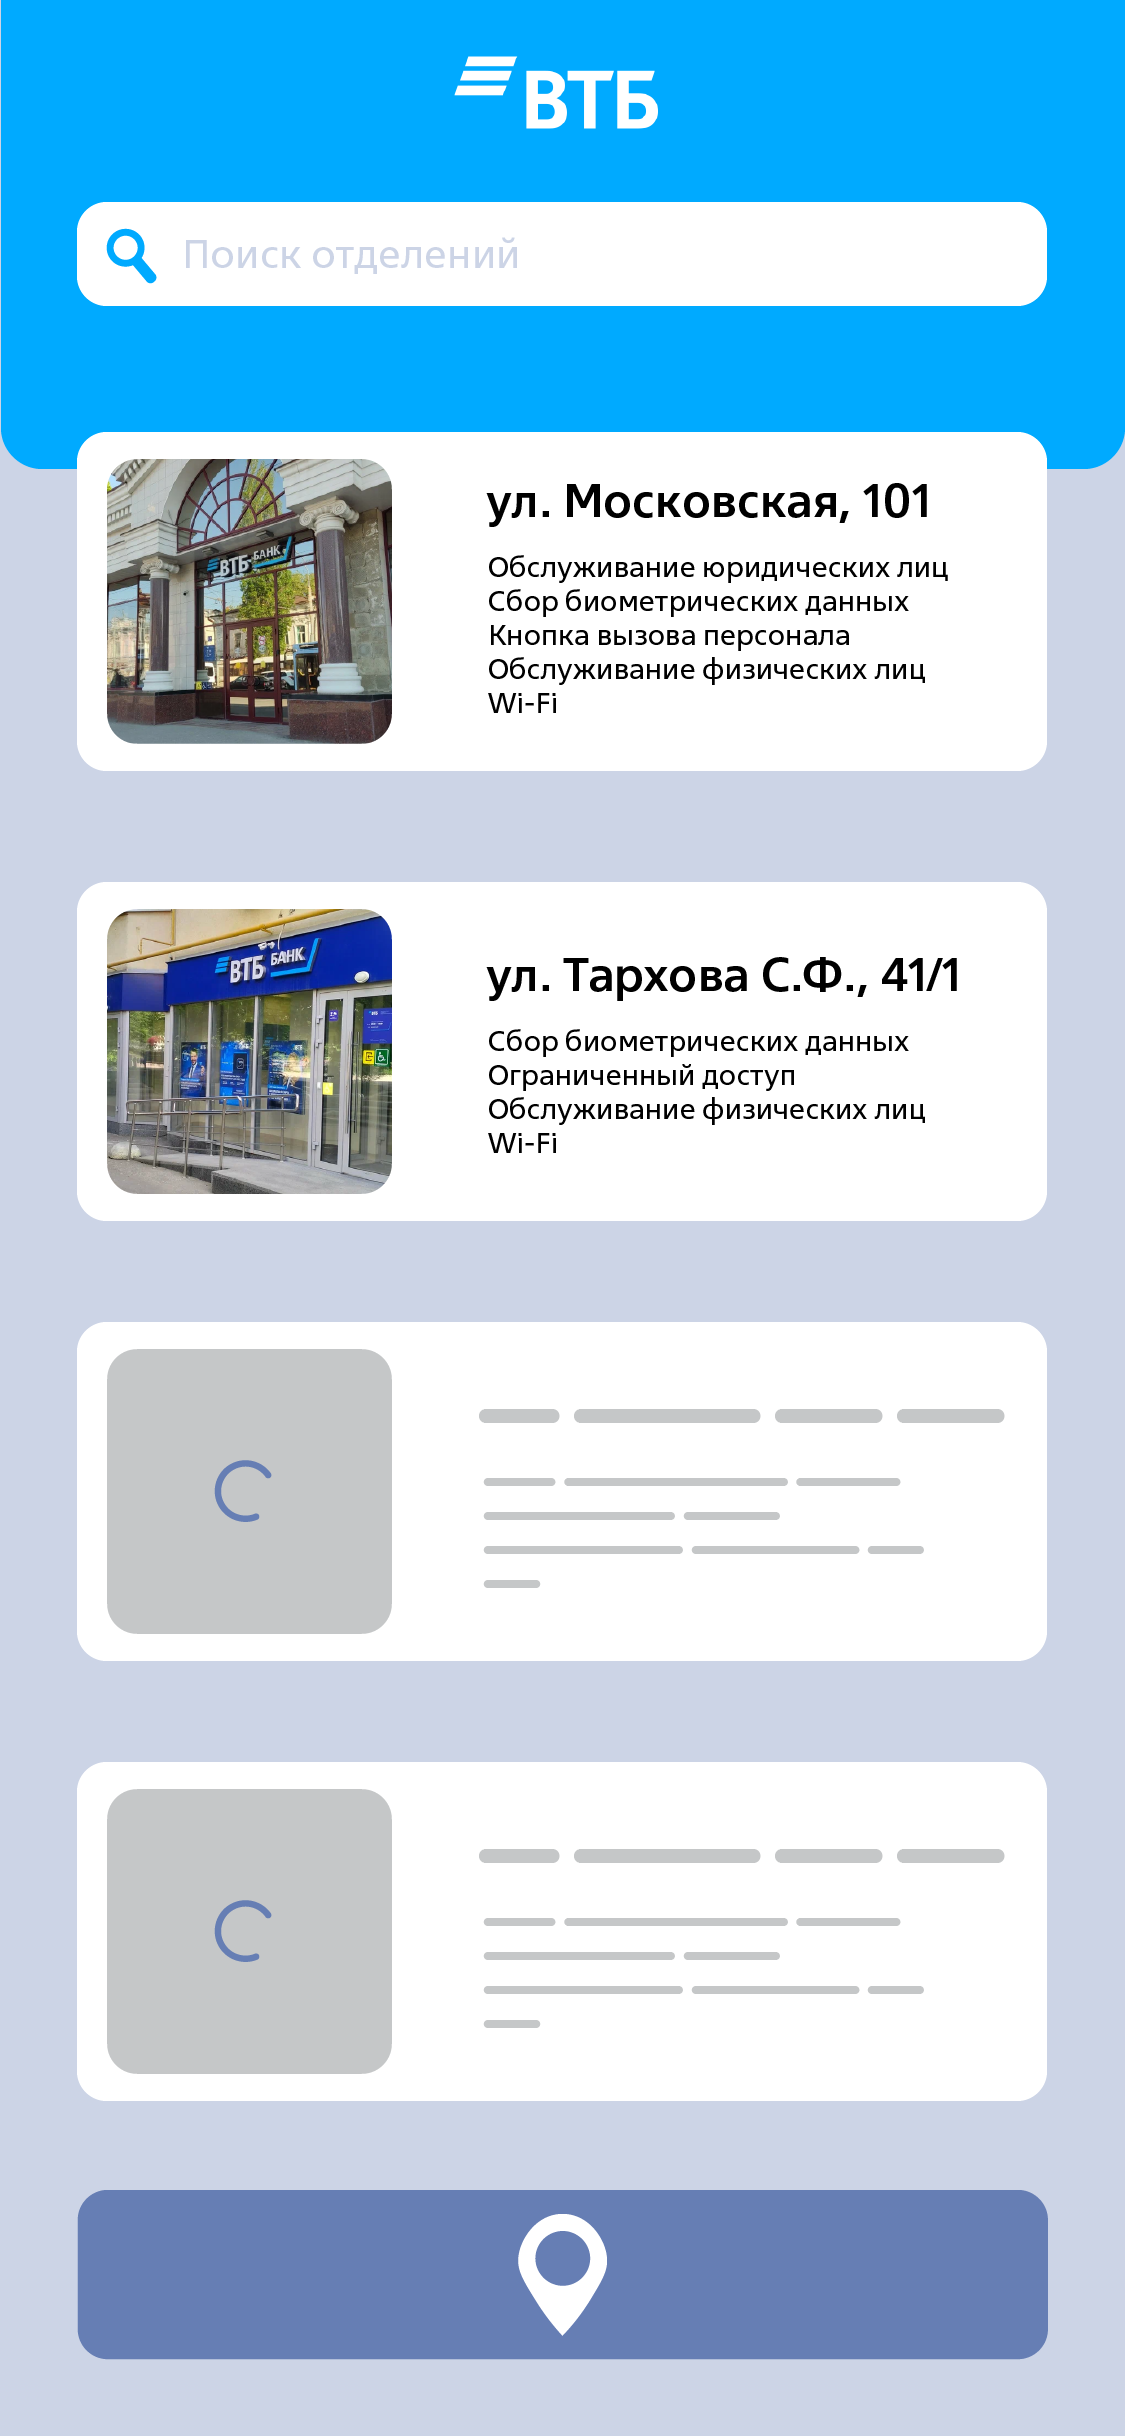 ВТБ
Поиск отделений
ВТБ БАНК
ул. Московская, 101
Обслуживание юридических лиц
Сбор биометрических данных
Кнопка вызова персонала
Обслуживание физических лиц
Wi-Fi
ВТБ БАНК
ул. Тархова С.Ф., 41/1
Сбор биометрических данных
Ограниченный доступ
Обслуживание физических лиц
Wi-Fi